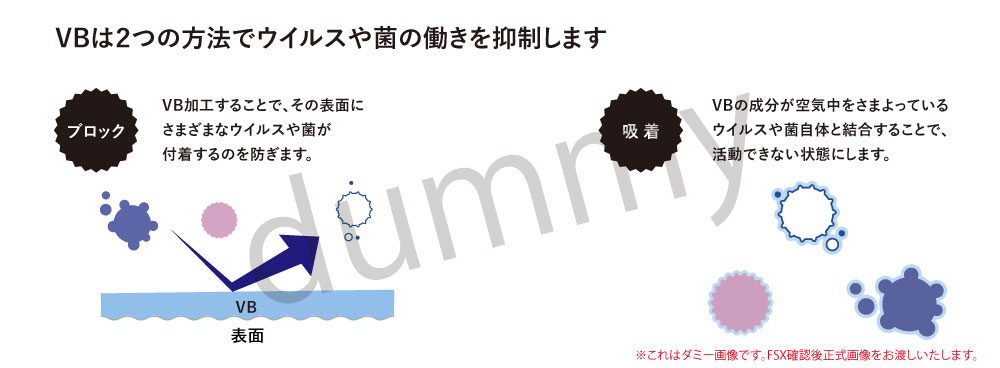 VBは2つの方法でウイルスや菌の働きを抑制します
ブロック
VB加工することで、その表面に
さまざまなウイルスや菌が
付着するのを防ぎます。
吸着
VBの成分が空気中をさまよっている
ウイルスや菌自体と結合することで、
活動できない状態にします。
dummy
VB
表面
※これはダミー画像です。FSX確認後正式画像をお渡しいたします。